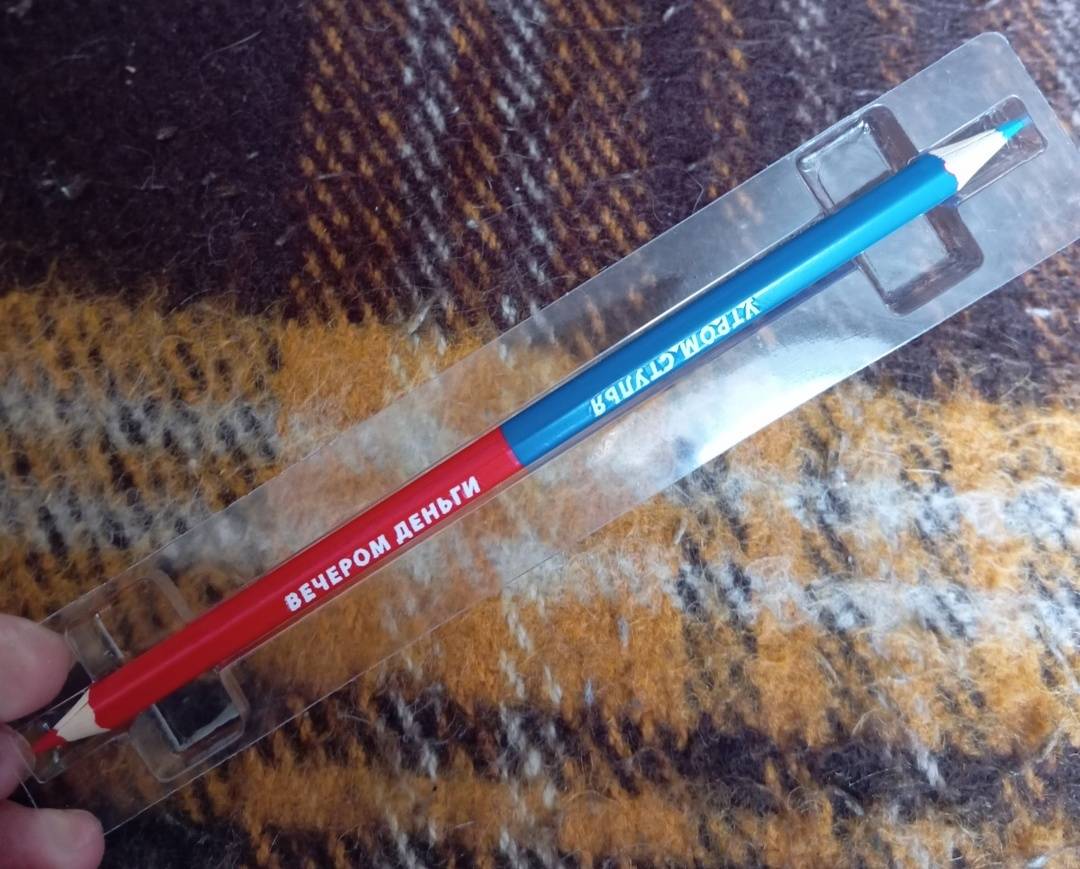 ВЕЧЕРОМ ДЕНЬГИ
УТРОМ СТУЛЬЯ